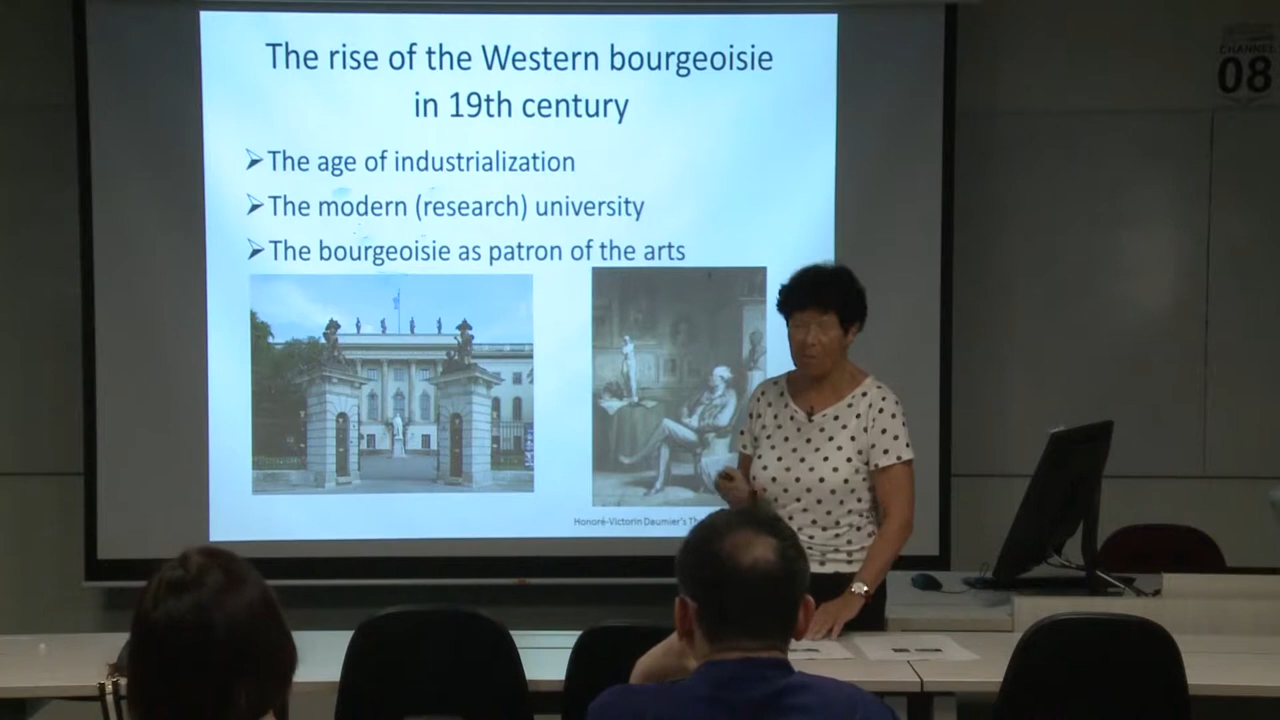 The rise of the Western bourgeoisie
in 19th century
➢The age of industrialization
➢The modern (research) university
➢The bourgeoisie as patron of the arts
Honoré-Victorin Daumier's
CHANNEL
08